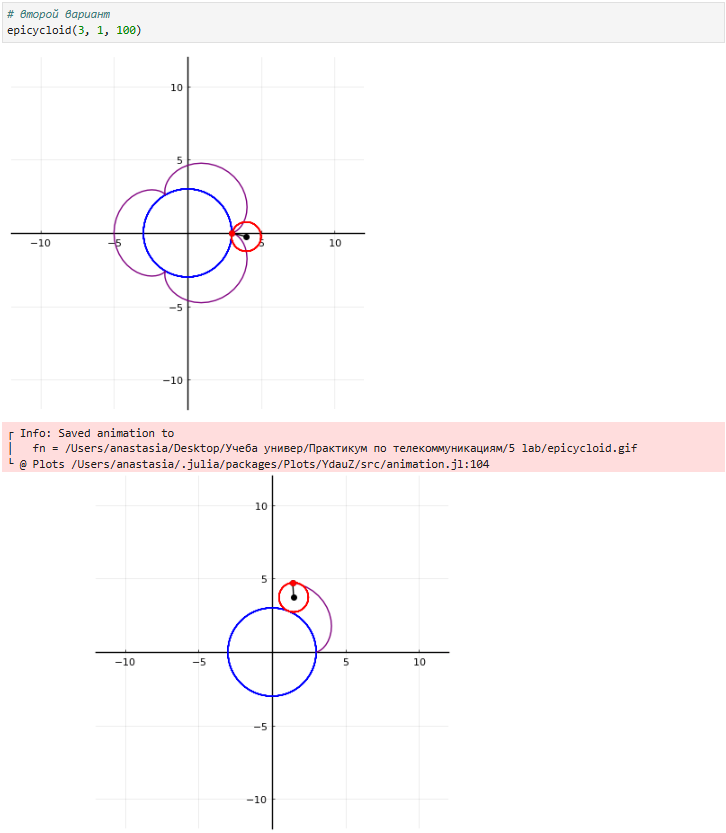 # второй вариант
epicycloid(3, 1, 100)
10
5
−10 −5 5 10
−5
−10
┌ Info: Saved animation to
│   fn = /Users/anastasia/Desktop/Учеба универ/Практикум по телекоммуникациям/5 lab/epicycloid.gif
└ @ Plots /Users/anastasia/.julia/packages/Plots/YdauZ/src/animation.jl:104
10
5
−10 −5 5 10
−5
−10